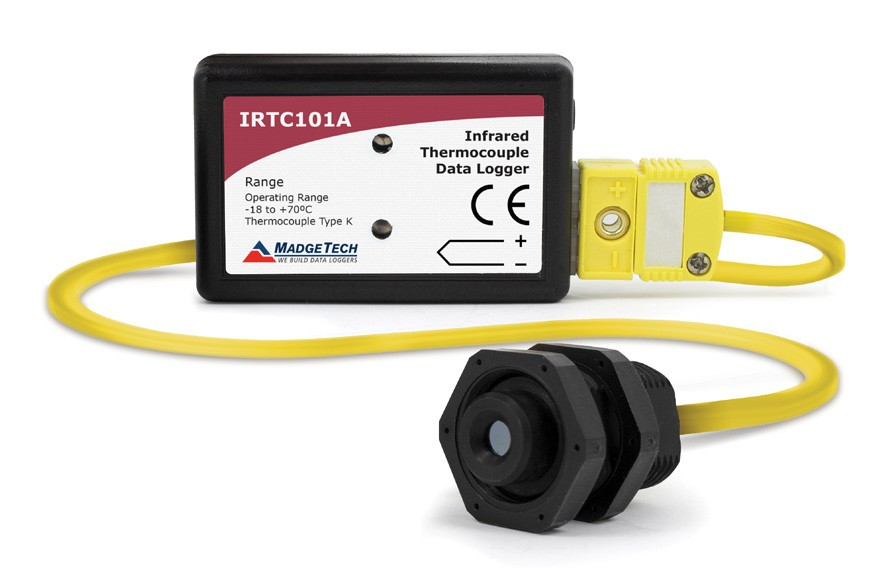 IRTC101A
Infrared
Thermocouple
Data Logger
Range
Operating Range
-18 to +70ºC
Thermocouple Type K
CE
MADGETECH
WE BUILD DATA LOGGERS
+
−
+
−